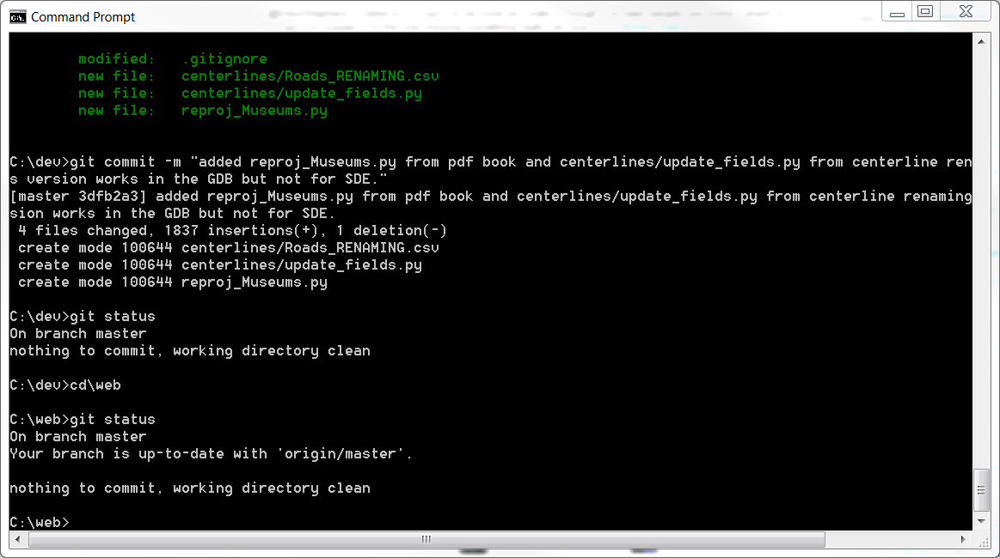 Command Prompt
modified:   .gitignore
new file:   centerlines/Roads_RENAMING.csv
new file:   centerlines/update_fields.py
new file:   reproj_Museums.py
C:\dev>git commit -m "added reproj_Museums.py from pdf book and centerlines/update_fields.py from centerline ren
s version works in the GDB but not for SDE."
[master 3dfb2a3] added reproj_Museums.py from pdf book and centerlines/update_fields.py from centerline renaming
sion works in the GDB but not for SDE.
4 files changed, 1837 insertions(+), 1 deletion(-)
create mode 100644 centerlines/Roads_RENAMING.csv
create mode 100644 centerlines/update_fields.py
create mode 100644 reproj_Museums.py
C:\dev>git status
On branch master
nothing to commit, working directory clean
C:\dev>cd\web
C:\web>git status
On branch master
Your branch is up-to-date with 'origin/master'.
nothing to commit, working directory clean
C:\web>